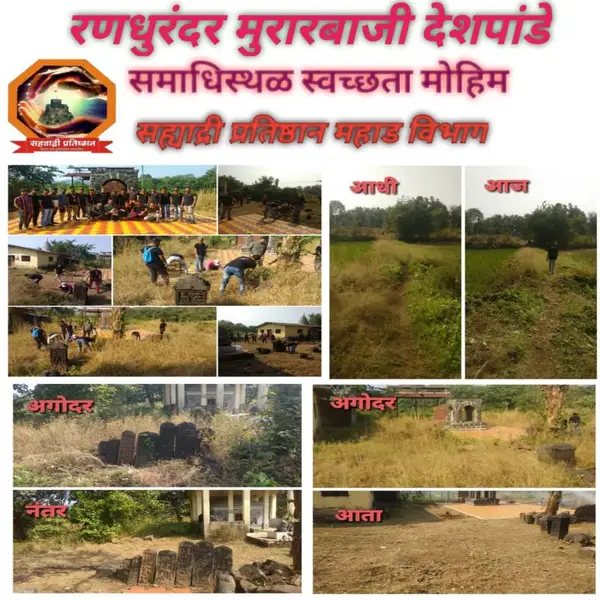 रणधुरंदर मुरारबाजी देशपांडे
समाधिस्थळ स्वच्छता मोहिम
सह्याद्री प्रतिष्ठान महाड विभाग
सह्याद्री प्रतिष्ठान
आधी
आज
अगोदर
अगोदर
नंतर
आता